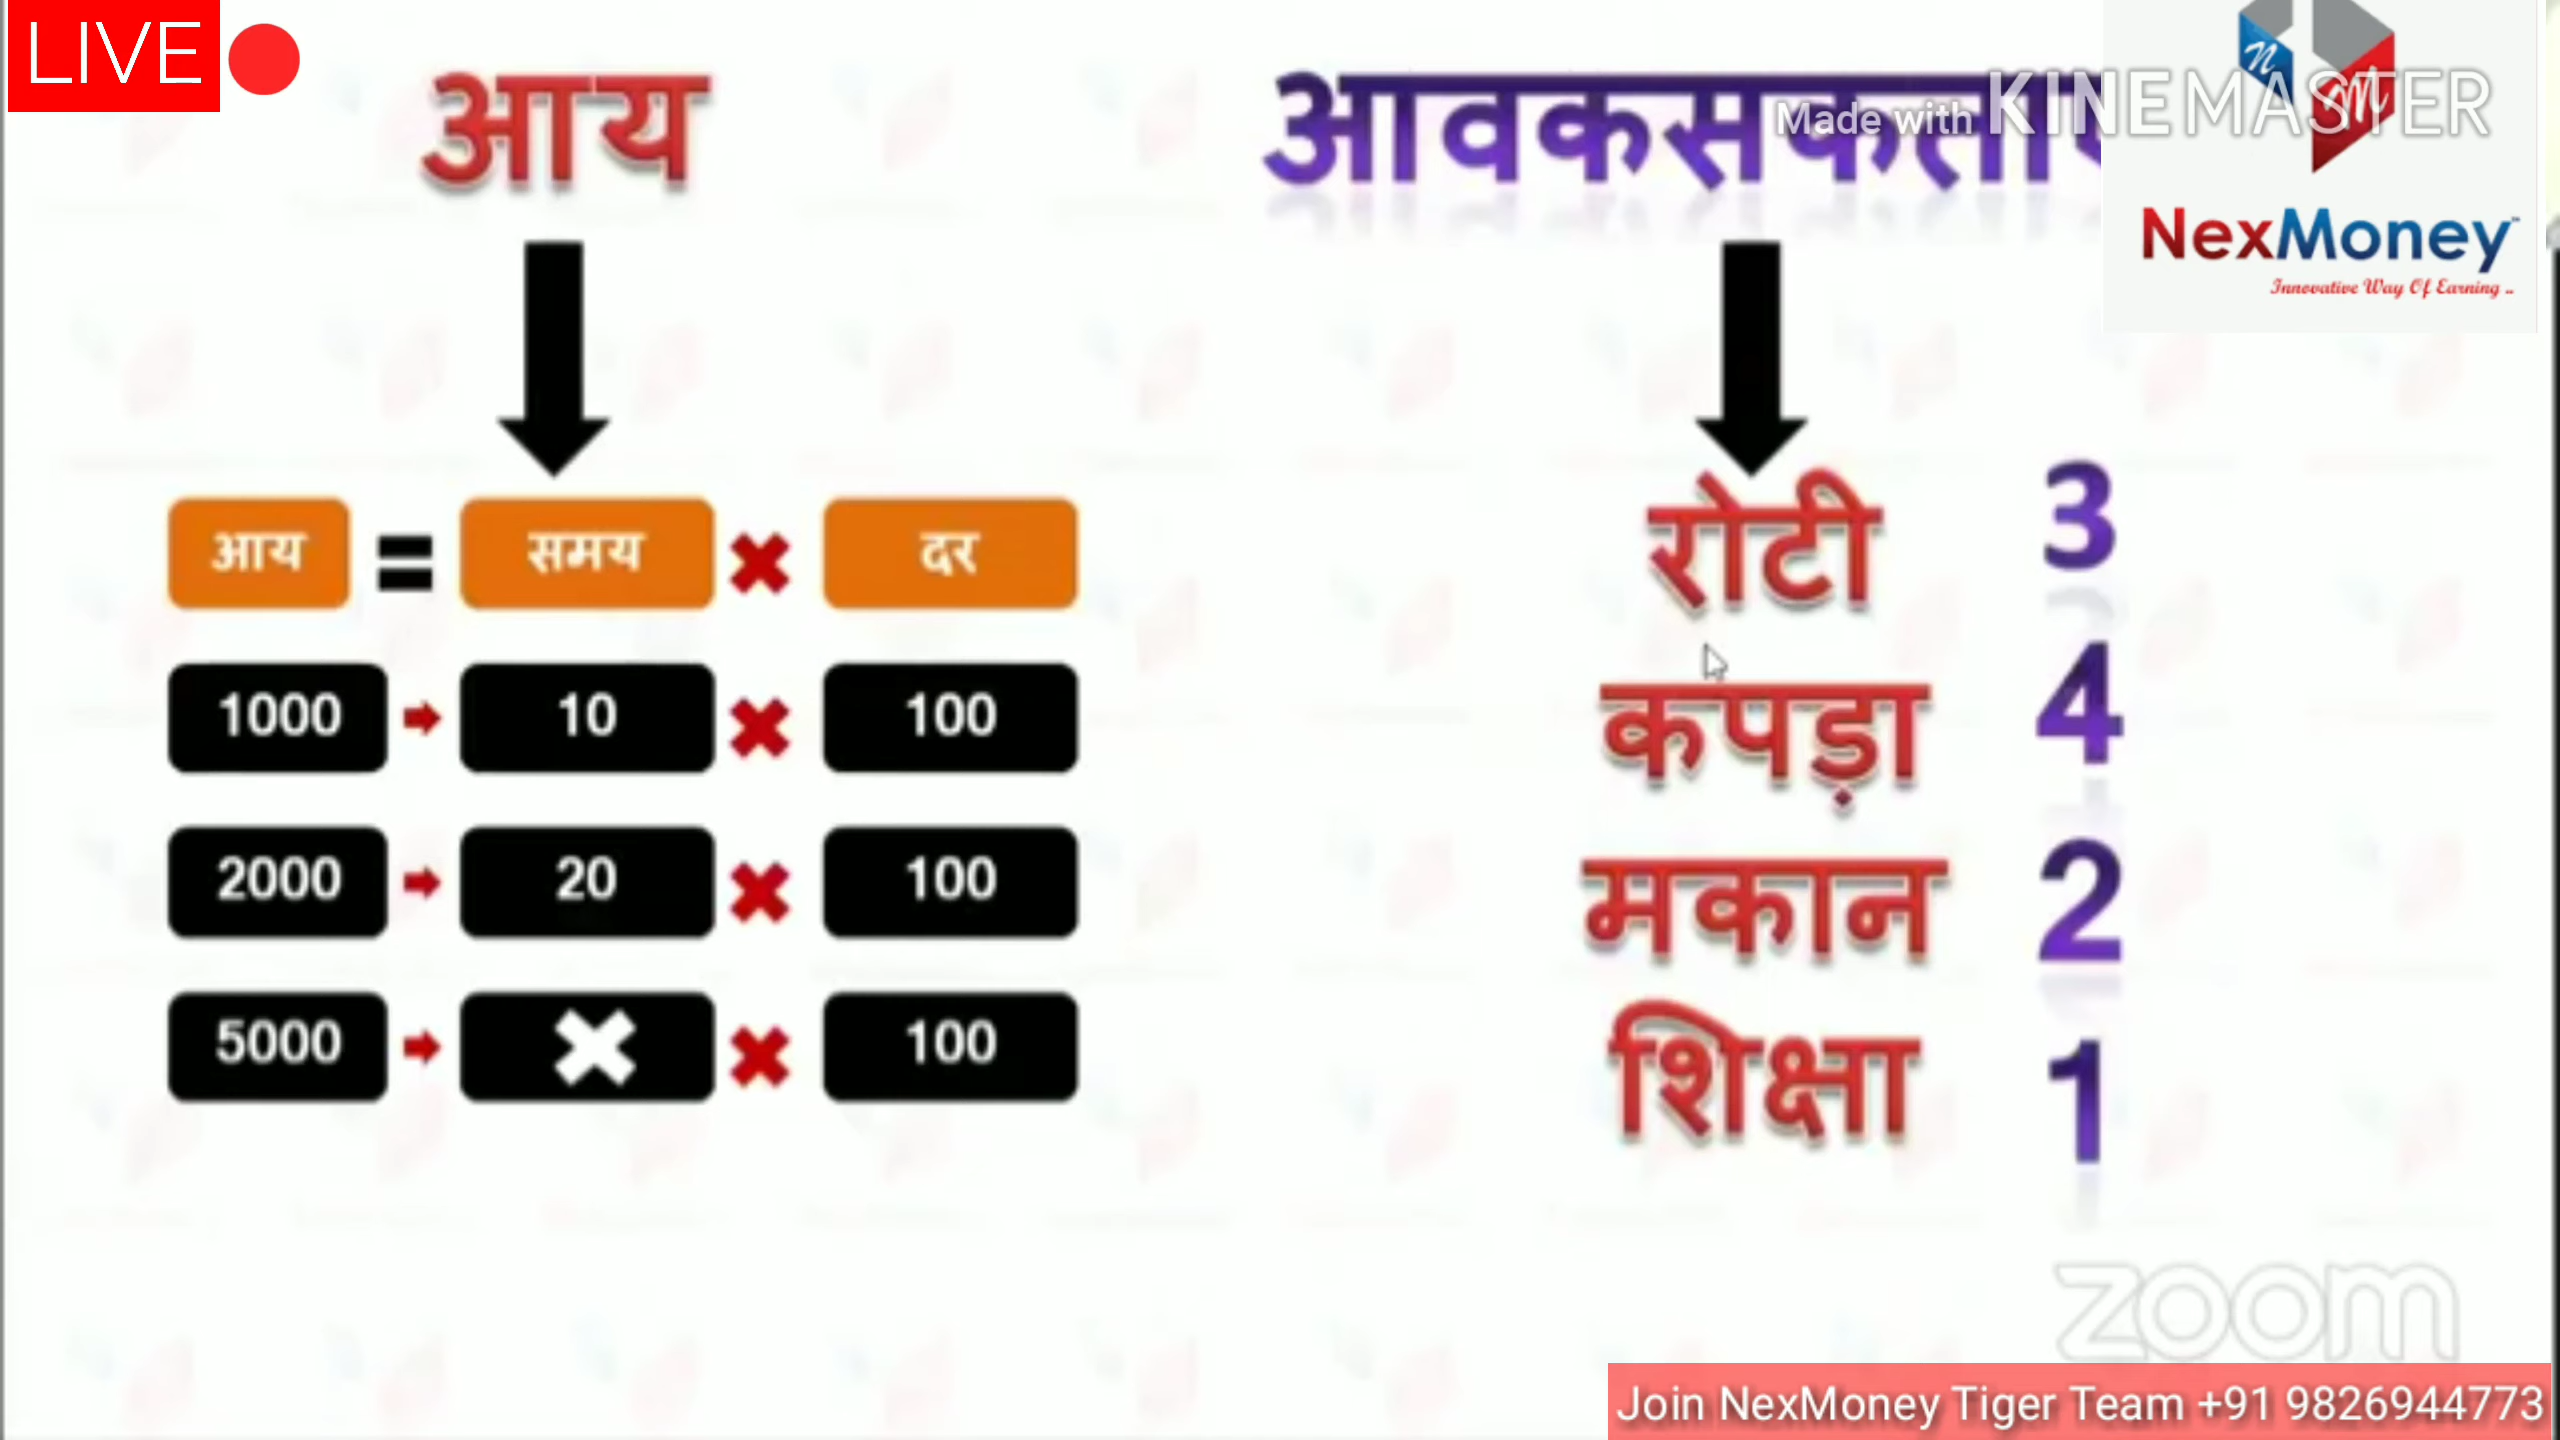 LIVE
आय
Made with KINEMASTER
NexMoney
Innovative Way Of Earning ..
आय = समय ✖ दर
1000 10 ✖ 100
2000 20 ✖ 100
5000 ✖ ✖ 100
रोटी 3
कपड़ा 4
मकान 2
शिक्षा 1
zoom
Join NexMoney Tiger Team +91 9826944773